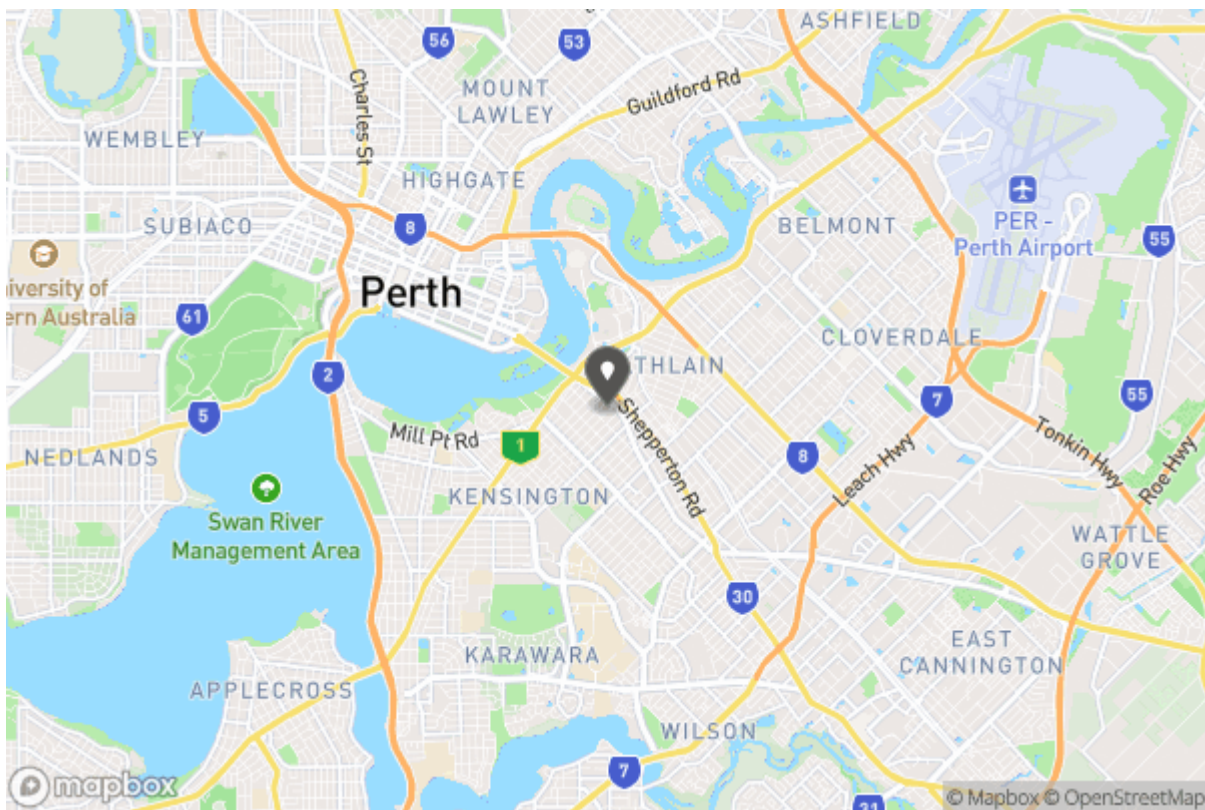 ASHFIELD
56
53
MOUNT
LAWLEY
Charles St
Guildford Rd
WEMBLEY
HIGHGATE
SUBIACO
8
BELMONT
PER -
Perth Airport
55
niversity of
ern Australia
Perth
61
CLOVERDALE
THLAIN
2
7
55
5
Mill Pt Rd
1
Shepperton Rd
Tonkin Hwy
Roe Hwy
NEDLANDS
8
Leach Hwy
KENSINGTON
Swan River
Management Area
WATTLE
GROVE
30
EAST
CANNINGTON
KARAWARA
APPLECROSS
WILSON
7
31
mapbox
© Mapbox © OpenStreetMap